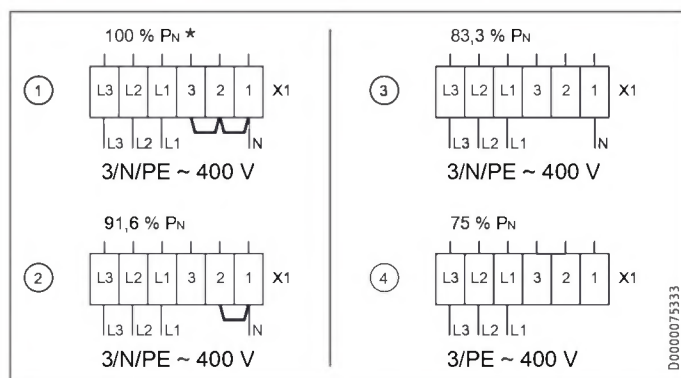 100 % PN *
1
L3 L2 L1 3 2 1 X1
L3 L2 L1 N
3/N/PE ~ 400 V
91,6 % PN
2
L3 L2 L1 3 2 1 X1
L3 L2 L1 N
3/N/PE ~ 400 V
83,3 % PN
3
L3 L2 L1 3 2 1 X1
L3 L2 L1 N
3/N/PE ~ 400 V
75 % PN
4
L3 L2 L1 3 2 1 X1
L3 L2 L1
3/PE ~ 400 V
D0000075333